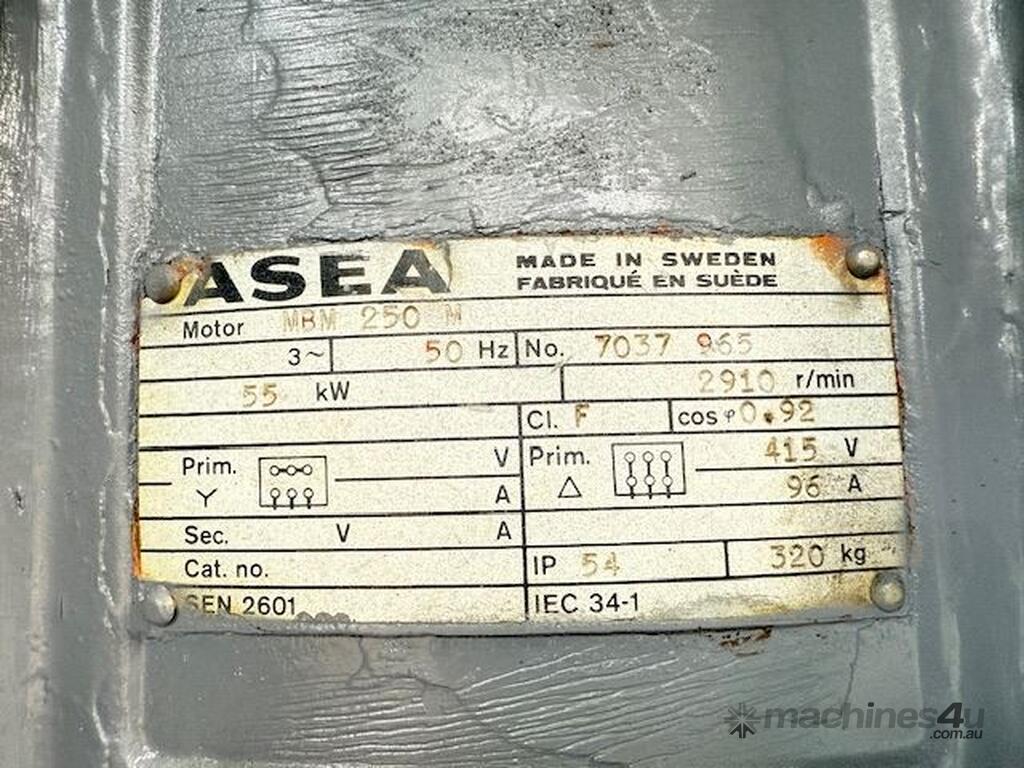 ASEA MADE IN SWEDEN
FABRIQUÉ EN SUÈDE
Motor MBM 250 M
3~ 50 Hz No. 7037 965
55 kW 2910 r/min
Cl. F cos φ 0.92
Prim. V Prim. 415 V
Y A △ 96 A
Sec. V A
Cat. no. IP 54 320 kg
SEN 2601 IEC 34-1
machines4u
.com.au